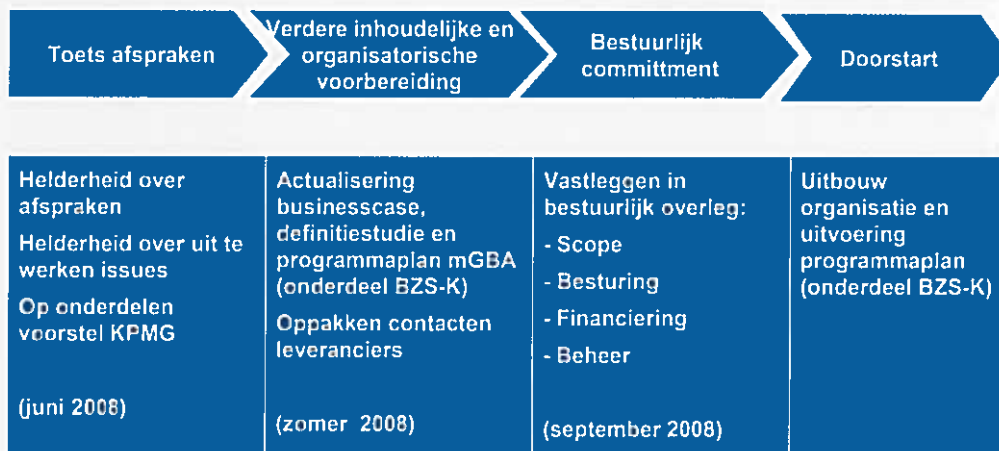 Toets afspraken
Verdere inhoudelijke en
organisatorische
voorbereiding
Bestuurlijk
committment
Doorstart
Helderheid over
afspraken
Helderheid over uit te
werken issues
Op onderdelen
voorstel KPMG
(juni 2008)
Actualisering
businesscase,
definitiestudie en
programmaplan mGBA
(onderdeel BZS-K)
Oppakken contacten
leveranciers
(zomer 2008)
Vastleggen in
bestuurlijk overleg:
- Scope
- Besturing
- Financiering
- Beheer
(september 2008)
Uitbouw
organisatie en
uitvoering
programmaplan
(onderdeel BZS-K)